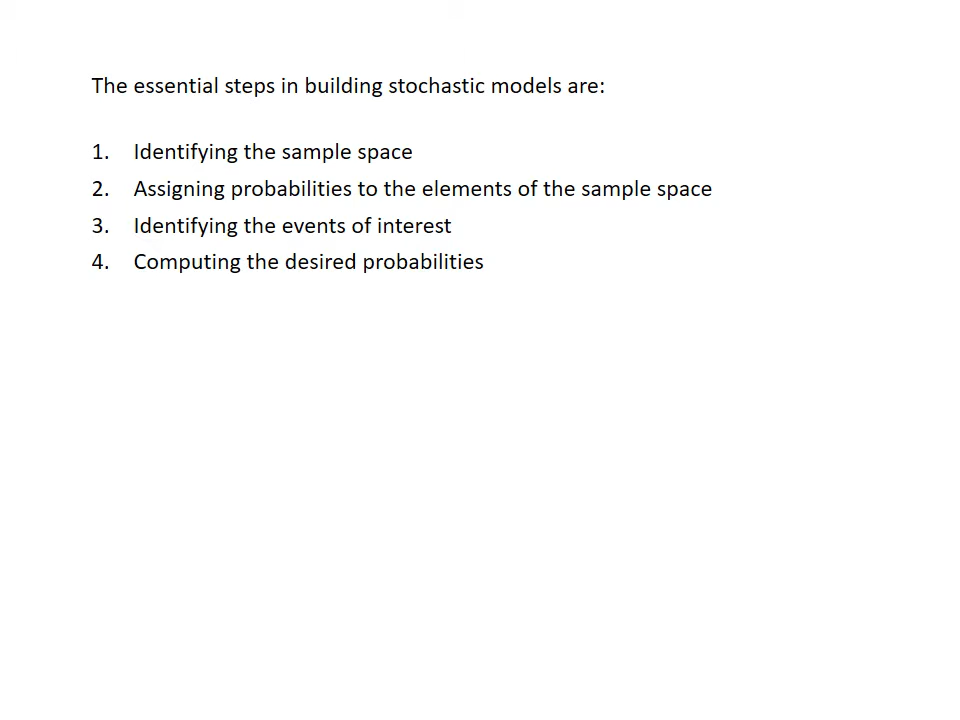 The essential steps in building stochastic models are:
1. Identifying the sample space
2. Assigning probabilities to the elements of the sample space
3. Identifying the events of interest
4. Computing the desired probabilities